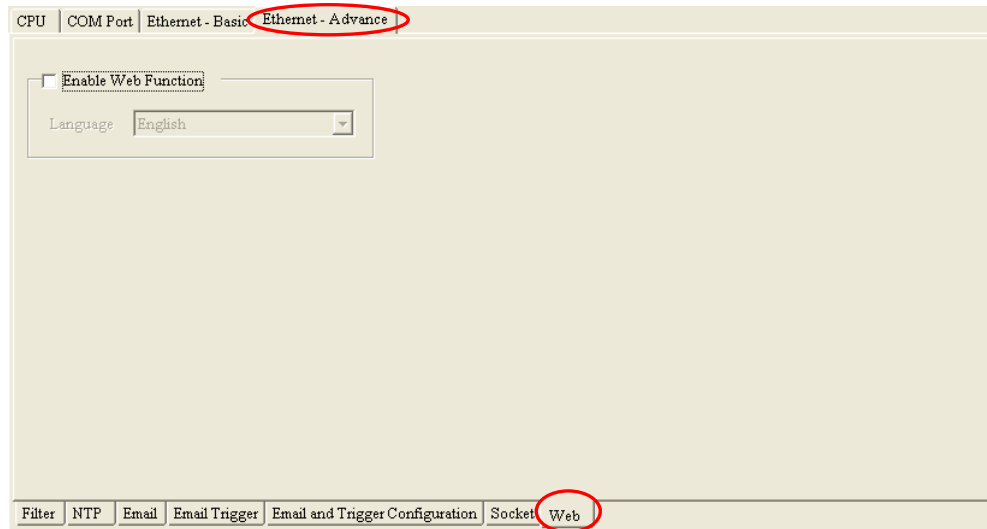 CPU COM Port Ethernet - Basic Ethernet - Advance
Enable Web Function
Language English
Filter NTP Email Email Trigger Email and Trigger Configuration Socket Web